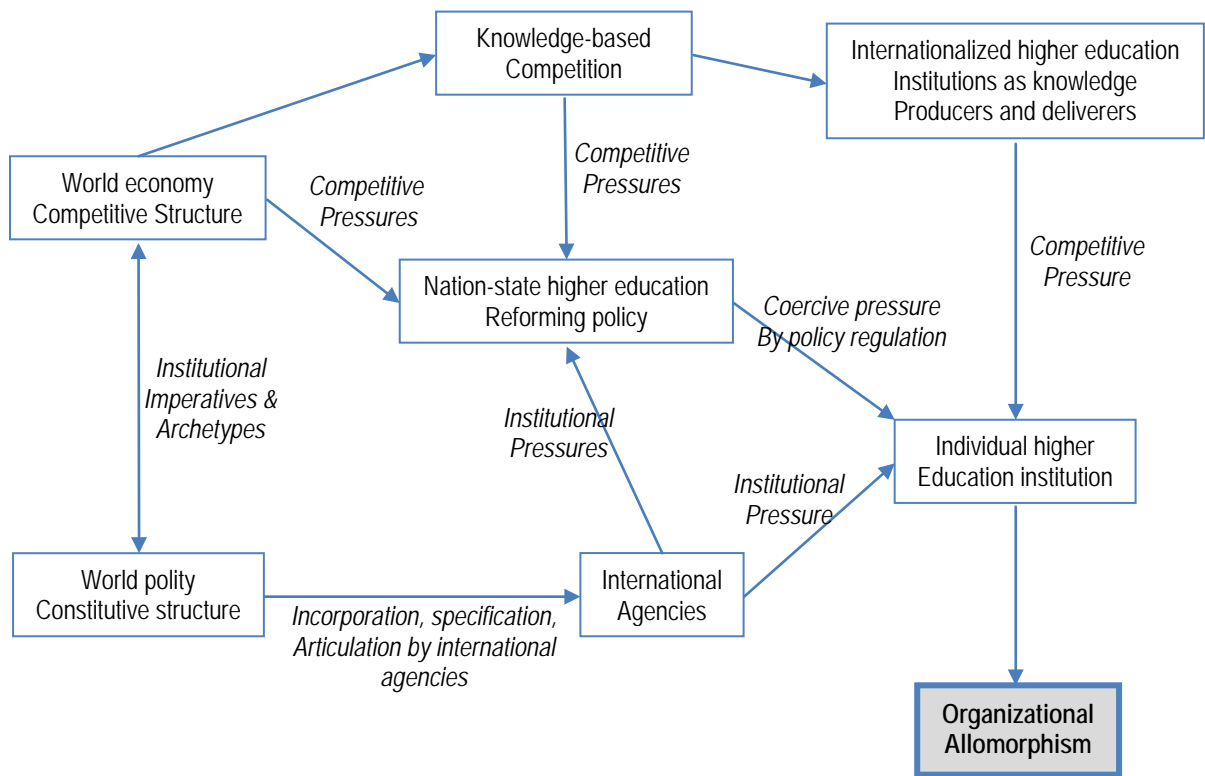 Knowledge-based
Competition
Internationalized higher education
Institutions as knowledge
Producers and deliverers
World economy
Competitive Structure
Competitive
Pressures
Competitive
Pressures
Competitive
Pressure
Nation-state higher education
Reforming policy
Coercive pressure
By policy regulation
Institutional
Imperatives &
Archetypes
Institutional
Pressures
Individual higher
Education institution
Institutional
Pressure
World polity
Constitutive structure
International
Agencies
Incorporation, specification,
Articulation by international
agencies
Organizational
Allomorphism